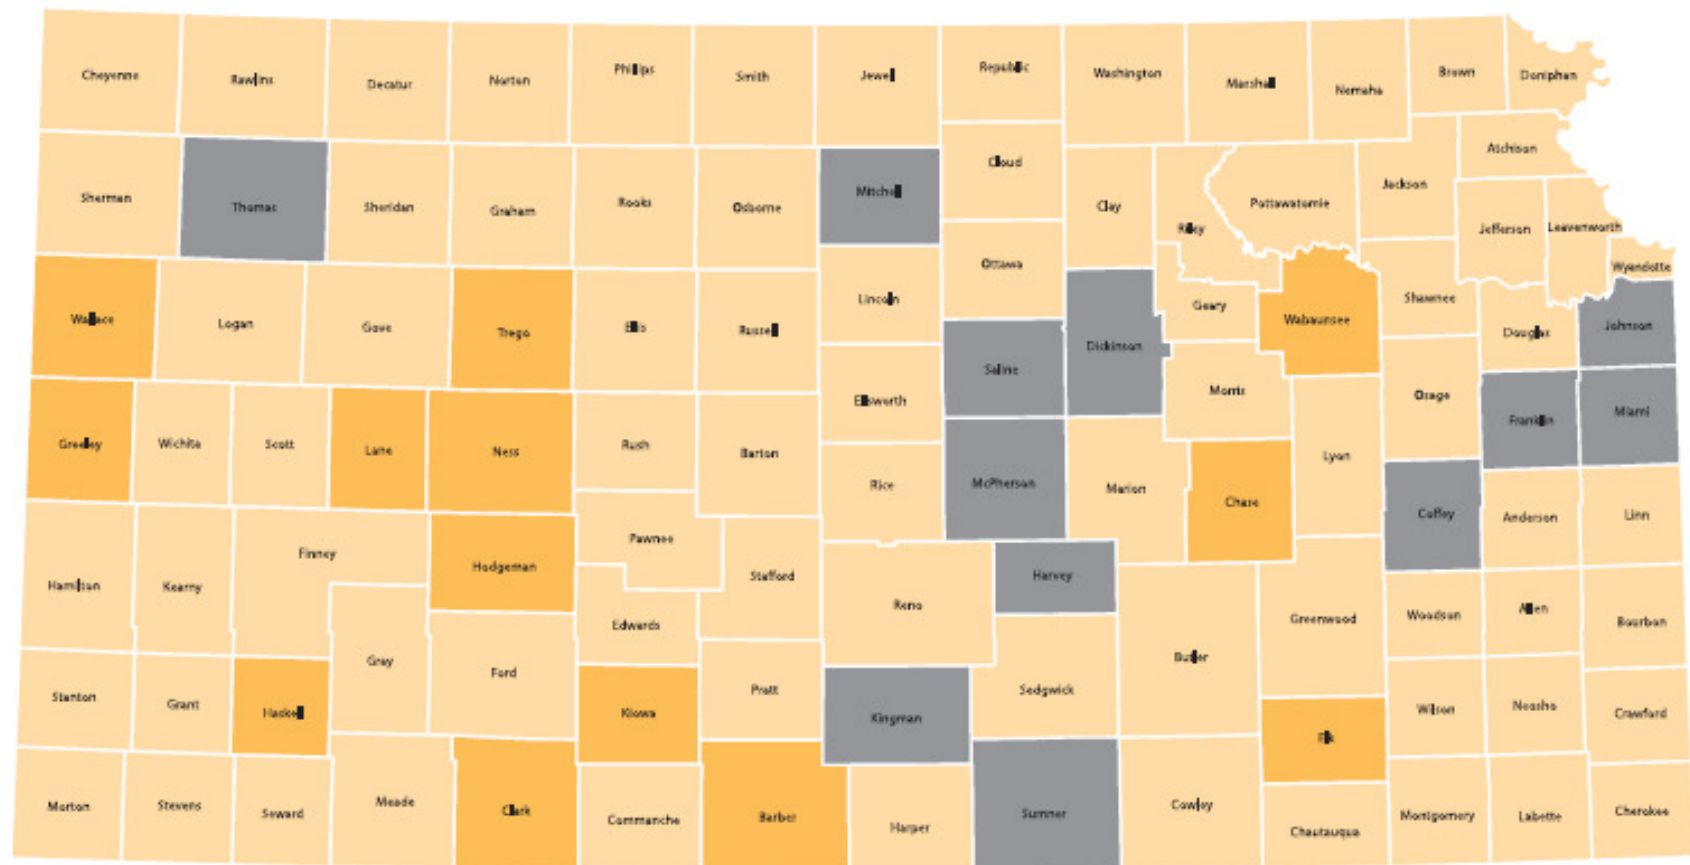 Cheyenne
Rawlins
Decatur
Norton
Phillips
Smith
Jewell
Republic
Washington
Marshall
Nemaha
Brown
Doniphan
Sherman
Thomas
Sheridan
Graham
Rooks
Osborne
Mitchell
Cloud
Clay
Riley
Pottawatomie
Jackson
Atchison
Jefferson
Leavenworth
Wyandotte
Wallace
Logan
Gove
Trego
Ellis
Russell
Lincoln
Ottawa
Saline
Dickinson
Geary
Wabaunsee
Shawnee
Douglas
Johnson
Greeley
Wichita
Scott
Lane
Ness
Rush
Barton
Ellsworth
Rice
McPherson
Marion
Morris
Chase
Lyon
Osage
Franklin
Miami
Coffey
Anderson
Linn
Hamilton
Kearny
Finney
Hodgeman
Pawnee
Stafford
Edwards
Reno
Harvey
Butler
Greenwood
Woodson
Allen
Bourbon
Stanton
Grant
Haskell
Gray
Ford
Kiowa
Pratt
Kingman
Sedgwick
Elk
Wilson
Neosho
Crawford
Morton
Stevens
Seward
Meade
Clark
Commanche
Barber
Harper
Sumner
Cowley
Chautauqua
Montgomery
Labette
Cherokee